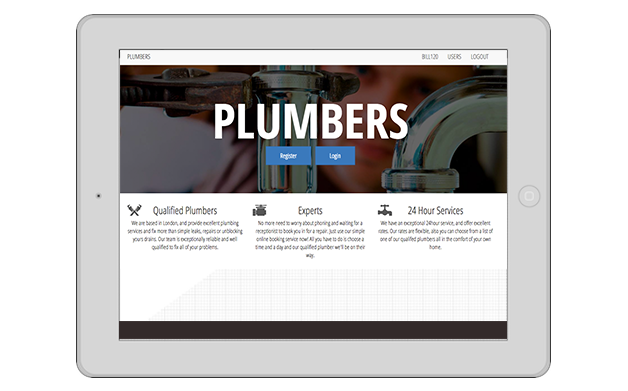 PLUMBERS BILL120 USERS LOGOUT
PLUMBERS
Register Login
Qualified Plumbers
We are based in London, and provide excellent plumbing
services and fix more than simple leaks, repairs or unblocking
yours drains. Our team is exceptionally reliable and well
qualified to fix all of your problems.
Experts
No more need to worry about phoning and waiting for a
receptionist to book you in for a repair. Just use our simple
online booking service now! All you have to do is choose a
time and a day and our qualified plumber we'll be on their
way.
24 Hour Services
We have an exceptional 24hour service, and offer excellent
rates. Our rates are flexible, also you can choose from a list of
one of our qualified plumbers all in the comfort of your own
home.